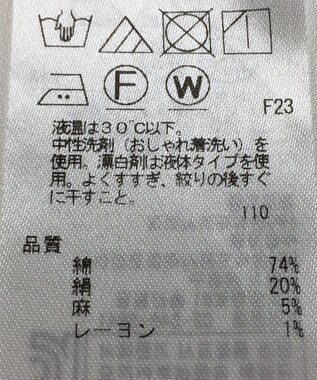 F W
F23
液温は30℃以下。
中性洗剤（おしゃれ着洗い）を
使用。漂白剤は液体タイプを使
用。よくすすぎ、絞りの後すぐ
に干すこと。
110
品質
綿 74%
絹 20%
麻 5%
レーヨン 1%